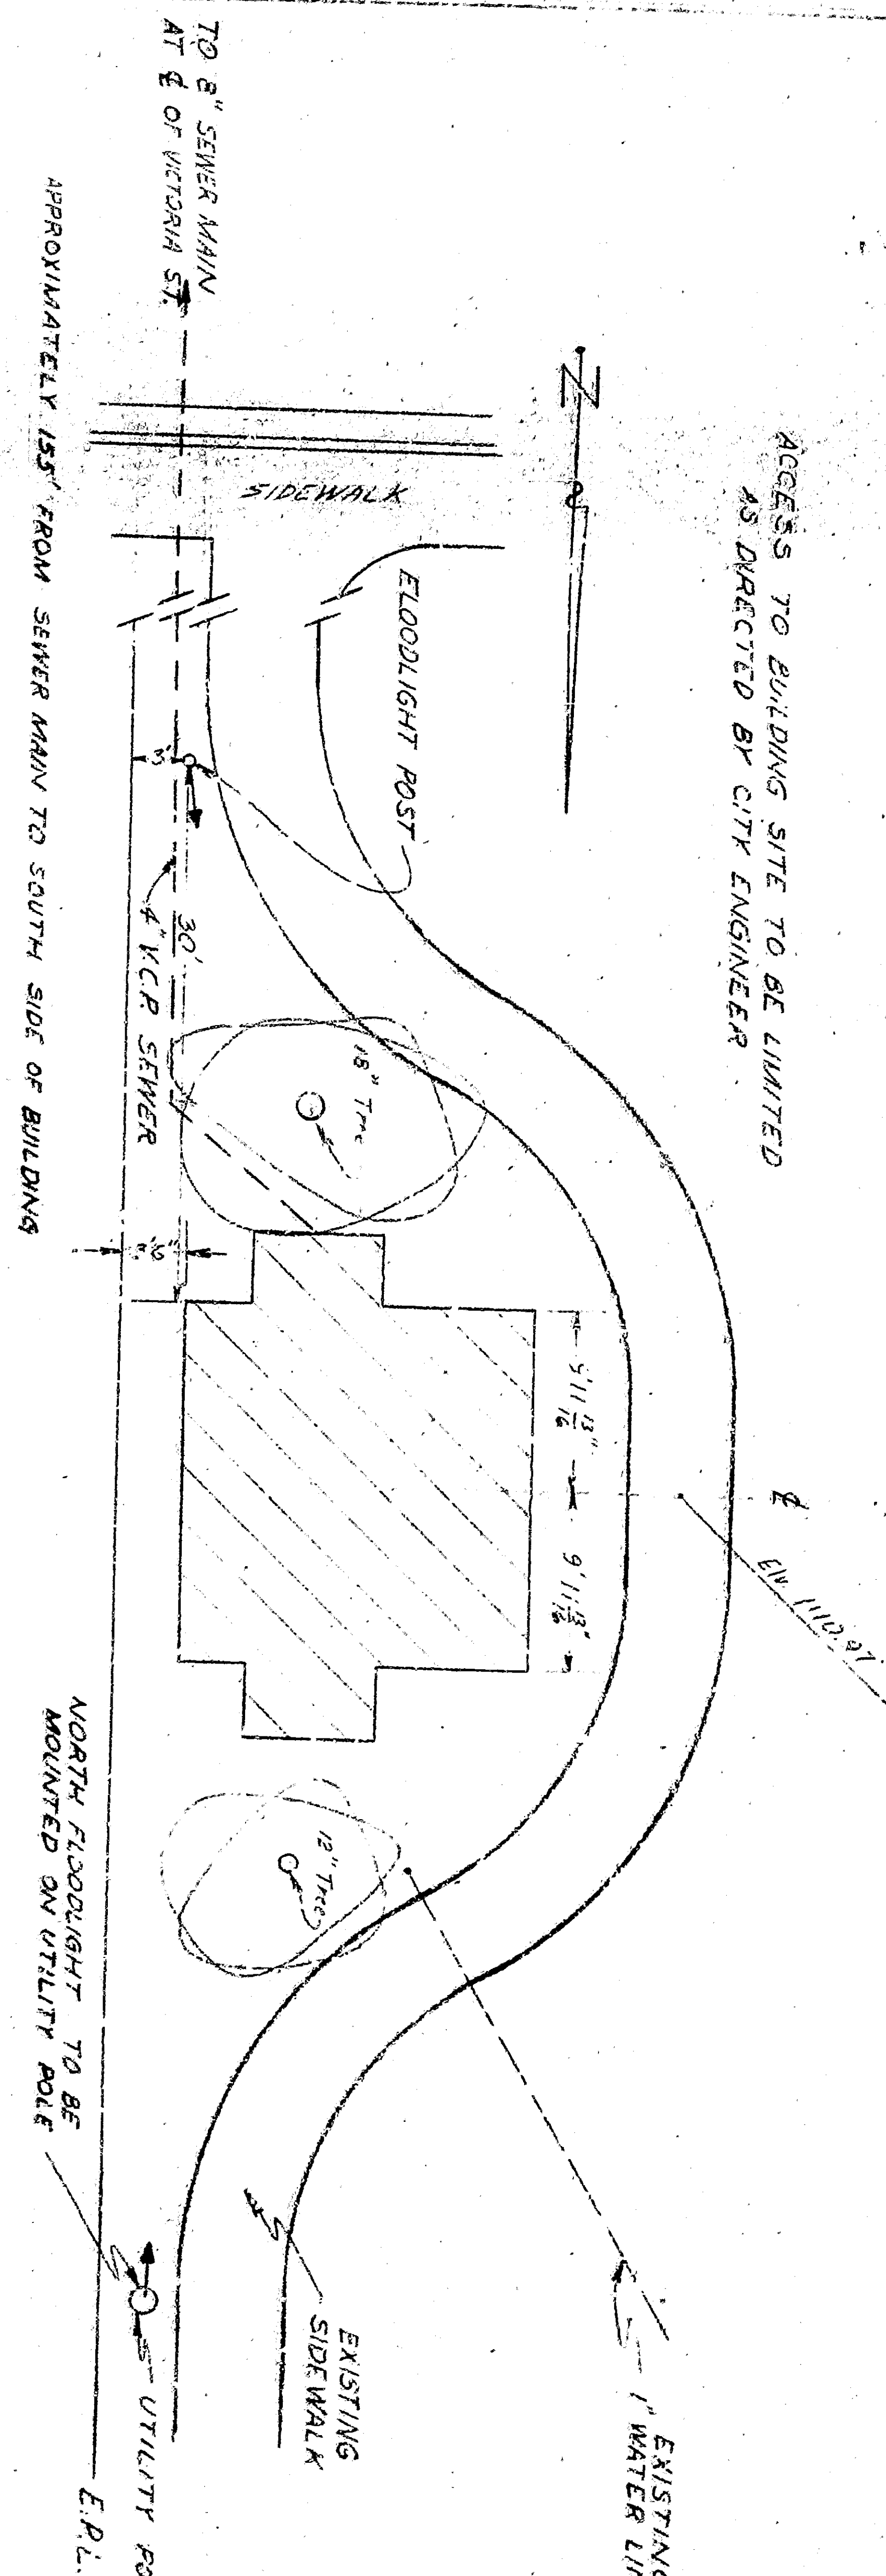 TO 8" SEWER MAIN
AT ℄ OF VICTORIA ST.
APPROXIMATELY 155' FROM SEWER MAIN TO SOUTH SIDE OF BUILDING
SIDEWALK
N
ACCESS TO BUILDING SITE TO BE LIMITED
AS DIRECTED BY CITY ENGINEER
FLOODLIGHT POST
3'
30'
4" V.C.P. SEWER
18" Tree
9' 11 13/16"
9' 11 13/16"
℄
Elv. 1110.97
12" Tree
NORTH FLOODLIGHT TO BE
MOUNTED ON UTILITY POLE
EXISTING
SIDEWALK
UTILITY PO
E.P.L.
EXISTING
1" WATER LI